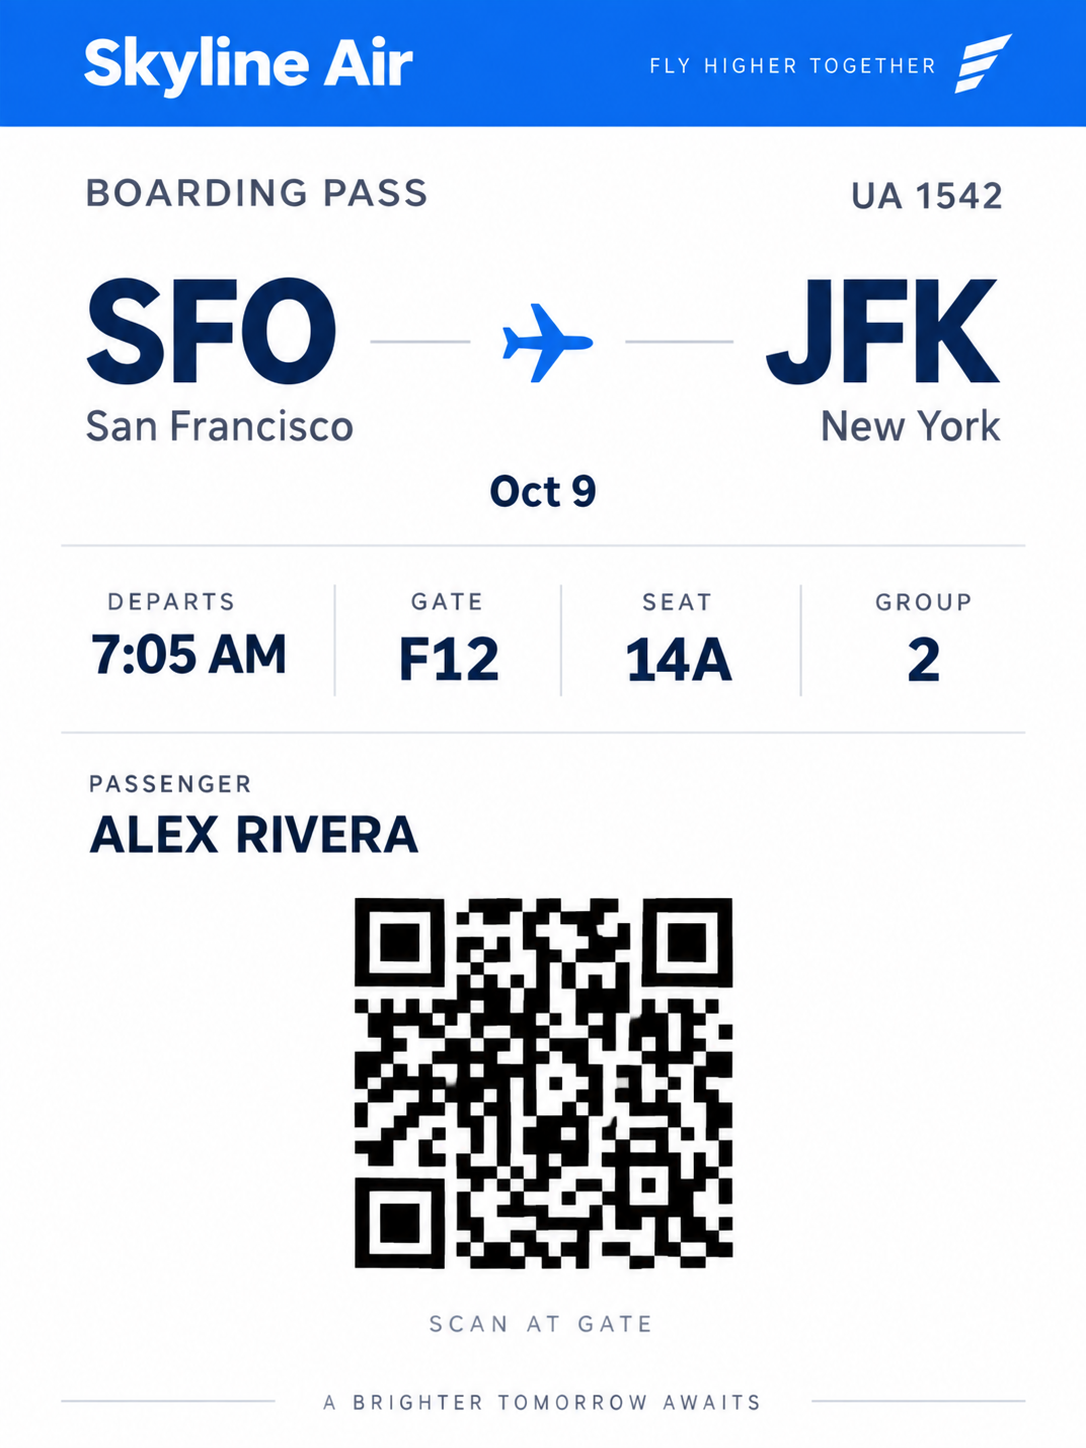 Skyline Air
FLY HIGHER TOGETHER
BOARDING PASS
UA 1542
SFO
JFK
San Francisco
New York
Oct 9
DEPARTS
7:05 AM
GATE
F12
SEAT
14A
GROUP
2
PASSENGER
ALEX RIVERA
SCAN AT GATE
A BRIGHTER TOMORROW AWAITS